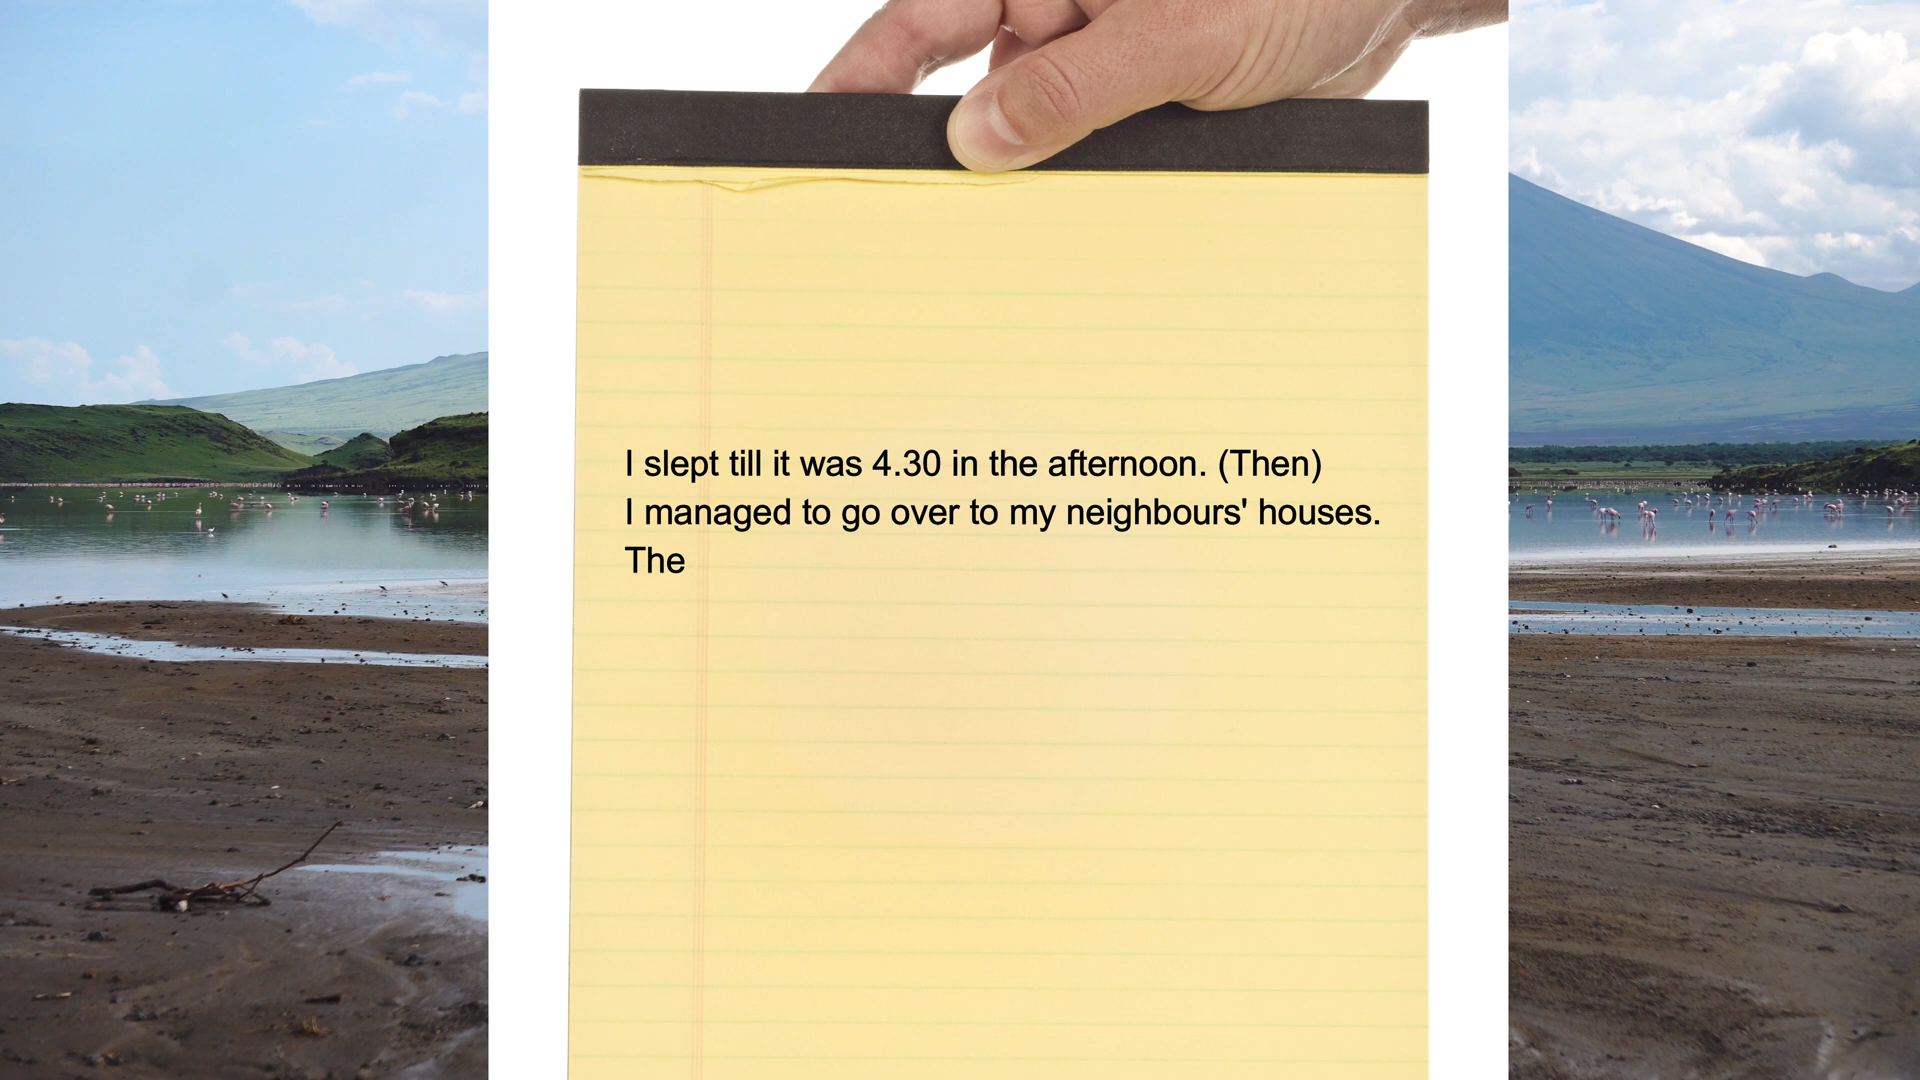 I slept till it was 4.30 in the afternoon. (Then)
I managed to go over to my neighbours' houses.
The